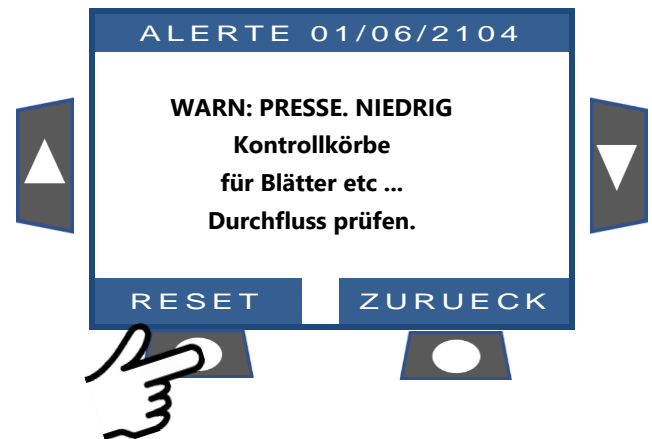 ALERTE 01/06/2104
WARN: PRESSE. NIEDRIG
Kontrollkörbe
für Blätter etc ...
Durchfluss prüfen.
RESET
ZURUECK